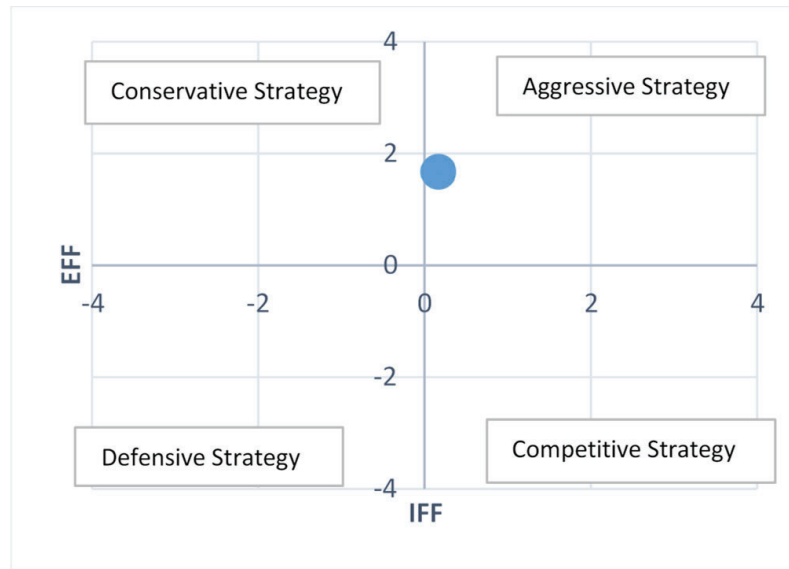 4
Conservative Strategy
Aggressive Strategy
2
EFF
0
-4
-2
0
2
4
-2
Defensive Strategy
Competitive Strategy
-4
IFF